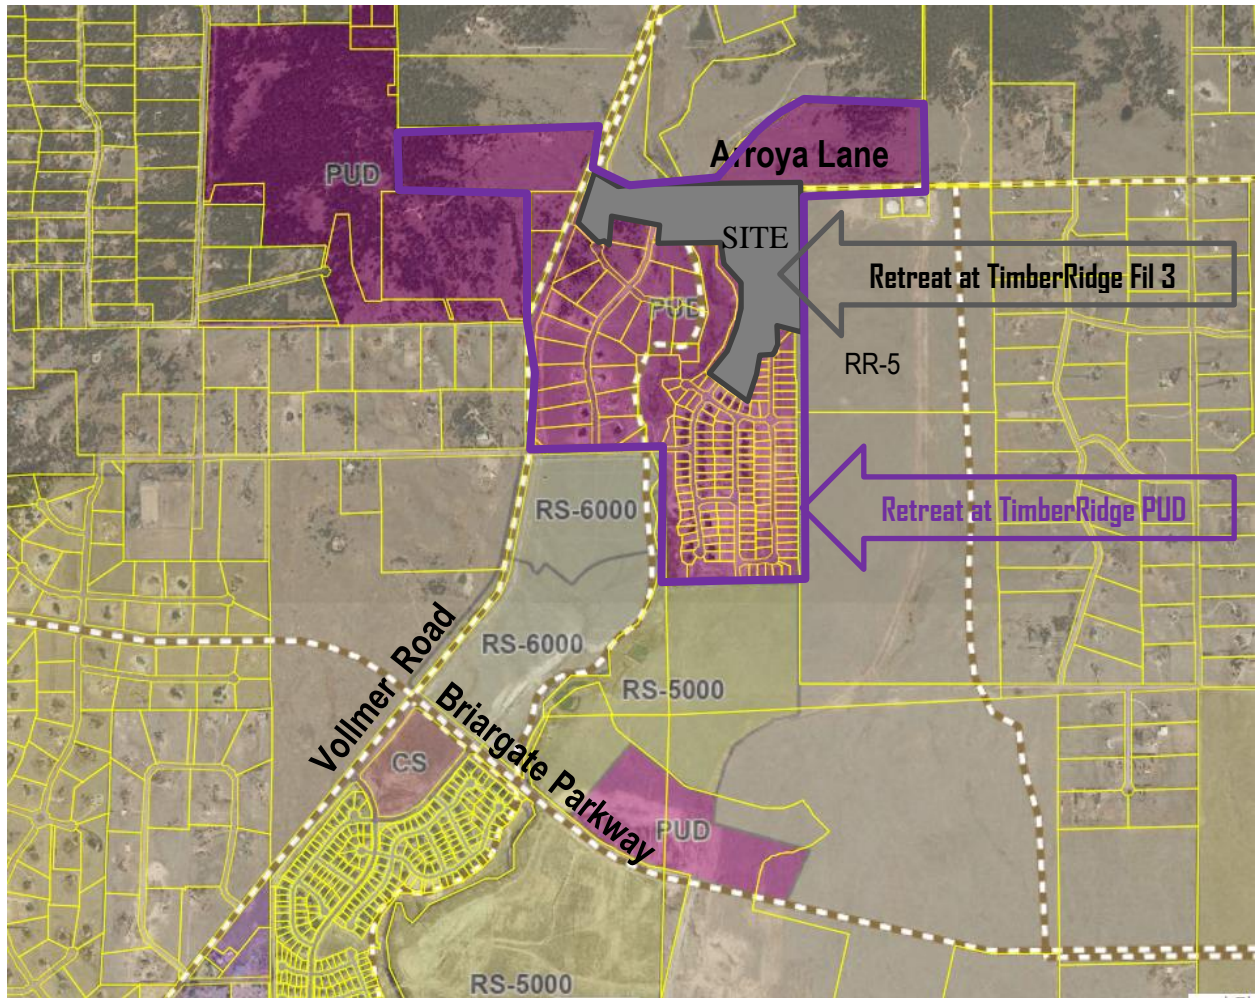 Arroya Lane
PUD
SITE
Retreat at TimberRidge Fil 3
PUD
RR-5
RS-6000
Retreat at TimberRidge PUD
RS-6000
RS-5000
Vollmer Road
Briargate Parkway
CS
PUD
RS-5000